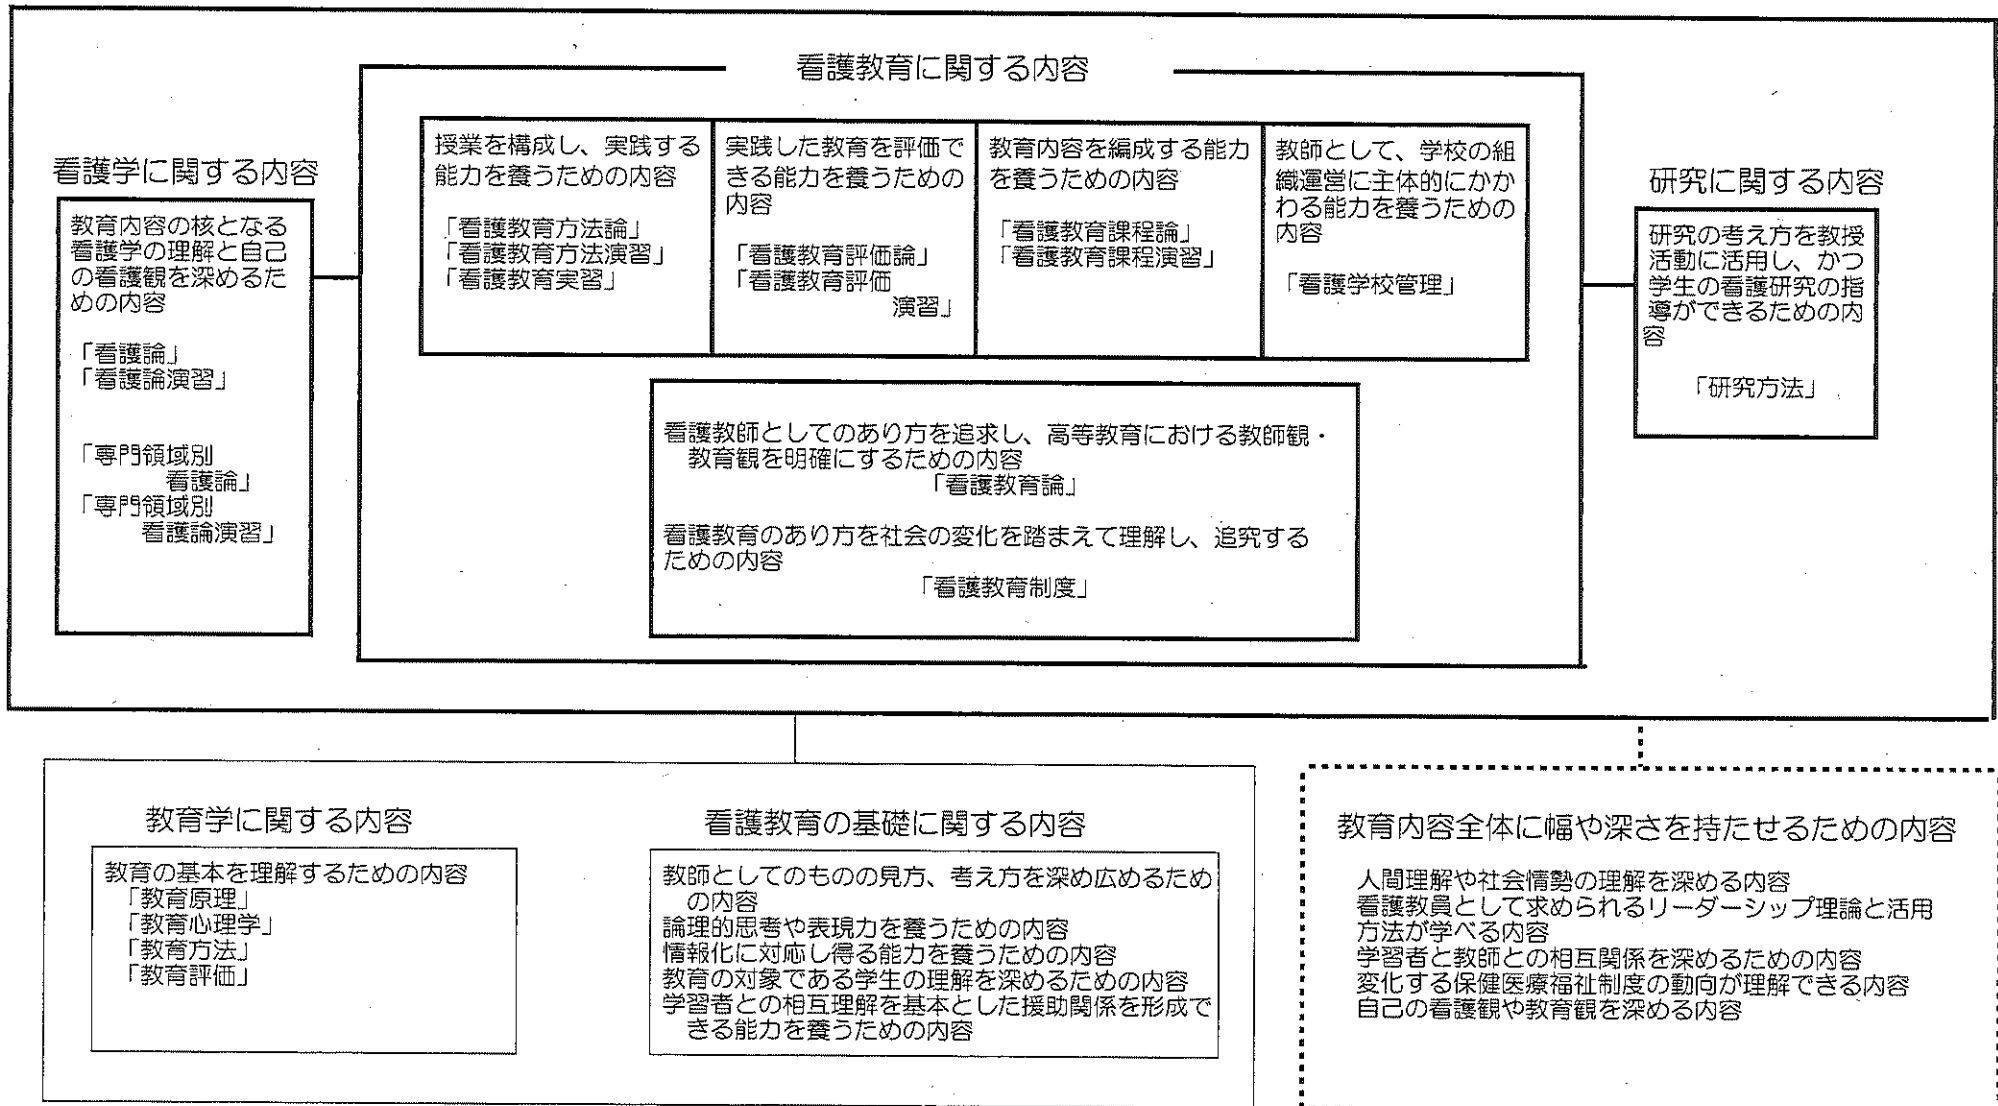 看護教育に関する内容
看護学に関する内容
教育内容の核となる
看護学の理解と自己
の看護観を深めるた
めの内容
「看護論」
「看護論演習」
「専門領域別
看護論」
「専門領域別
看護論演習」
授業を構成し、実践する
能力を養うための内容
「看護教育方法論」
「看護教育方法演習」
「看護教育実習」
実践した教育を評価で
きる能力を養うための
内容
「看護教育評価論」
「看護教育評価
演習」
教育内容を編成する能力
を養うための内容
「看護教育課程論」
「看護教育課程演習」
教師として、学校の組
織運営に主体的にかか
わる能力を養うための
内容
「看護学校管理」
看護教師としてのあり方を追求し、高等教育における教師観・
教育観を明確にするための内容
「看護教育論」
看護教育のあり方を社会の変化を踏まえて理解し、追究する
ための内容
「看護教育制度」
研究に関する内容
研究の考え方を教授
活動に活用し、かつ
学生の看護研究の指
導ができるための内
容
「研究方法」
教育学に関する内容
教育の基本を理解するための内容
「教育原理」
「教育心理学」
「教育方法」
「教育評価」
看護教育の基礎に関する内容
教師としてのものの見方、考え方を深め広めるため
の内容
論理的思考や表現力を養うための内容
情報化に対応し得る能力を養うための内容
教育の対象である学生の理解を深めるための内容
学習者との相互理解を基本とした援助関係を形成で
きる能力を養うための内容
教育内容全体に幅や深さを持たせるための内容
人間理解や社会情勢の理解を深める内容
看護教員として求められるリーダーシップ理論と活用
方法が学べる内容
学習者と教師との相互関係を深めるための内容
変化する保健医療福祉制度の動向が理解できる内容
自己の看護観や教育観を深める内容